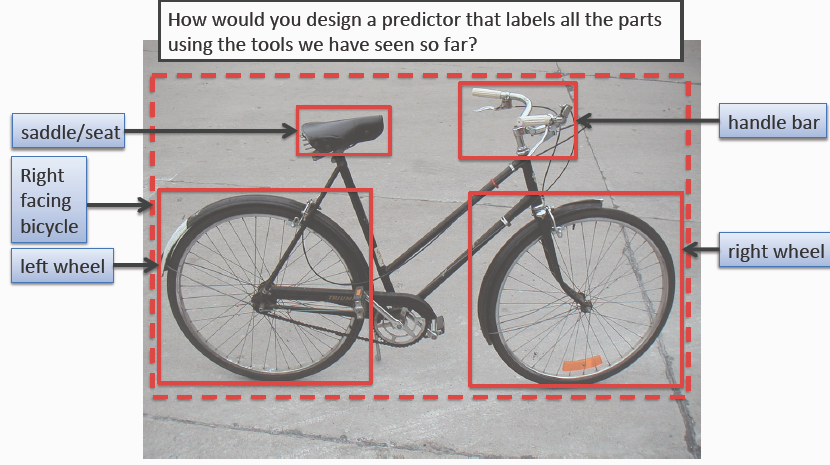 How would you design a predictor that labels all the parts
using the tools we have seen so far?
saddle/seat
handle bar
Right
facing
bicycle
left wheel
right wheel